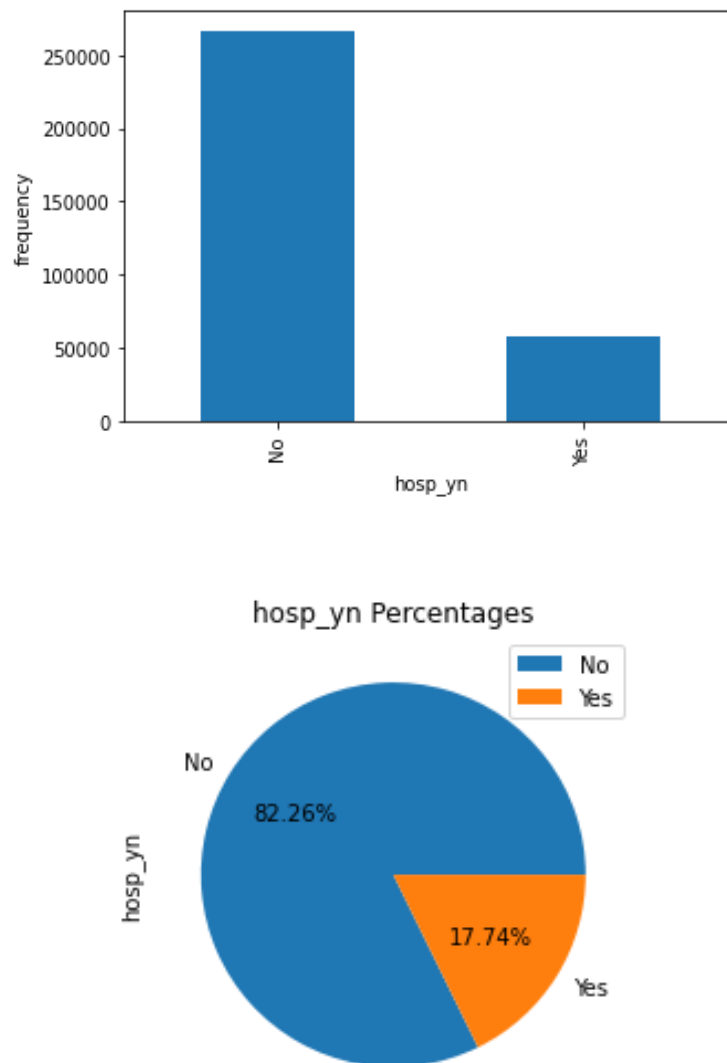 250000
200000
150000
100000
50000
0
frequency
No
Yes
hosp_yn
hosp_yn Percentages
No
Yes
No
82.26%
hosp_yn
17.74%
Yes